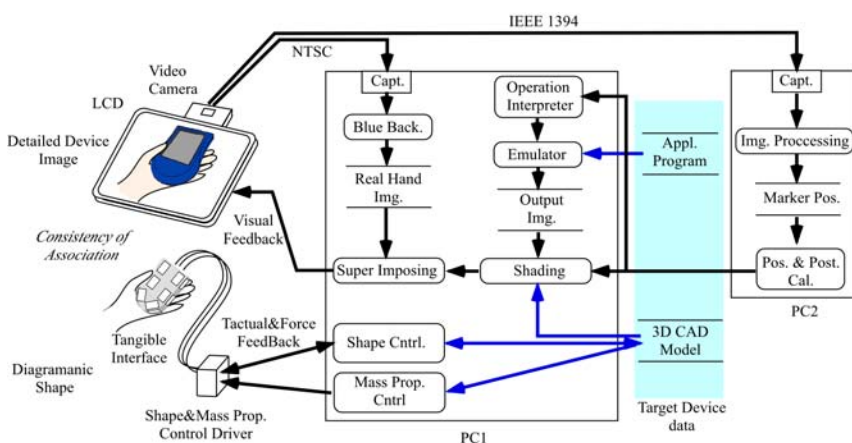 IEEE 1394
NTSC
Video
Camera
LCD
Detailed Device
Image
Capt.
Blue Back.
Real Hand
Img.
Super Imposing
Operation
Interpreter
Emulator
Output
Img.
Shading
Appl.
Program
Capt.
Img. Proccessing
Marker Pos.
Pos. & Post.
Cal.
PC2
Visual
Feedback
Consistency of
Association
Tangible
Interface
Tactual&Force
FeedBack
Shape Cntrl.
Mass Prop.
Cntrl
3D CAD
Model
Diagramanic
Shape
Shape&Mass Prop.
Control Driver
PC1
Target Device
data